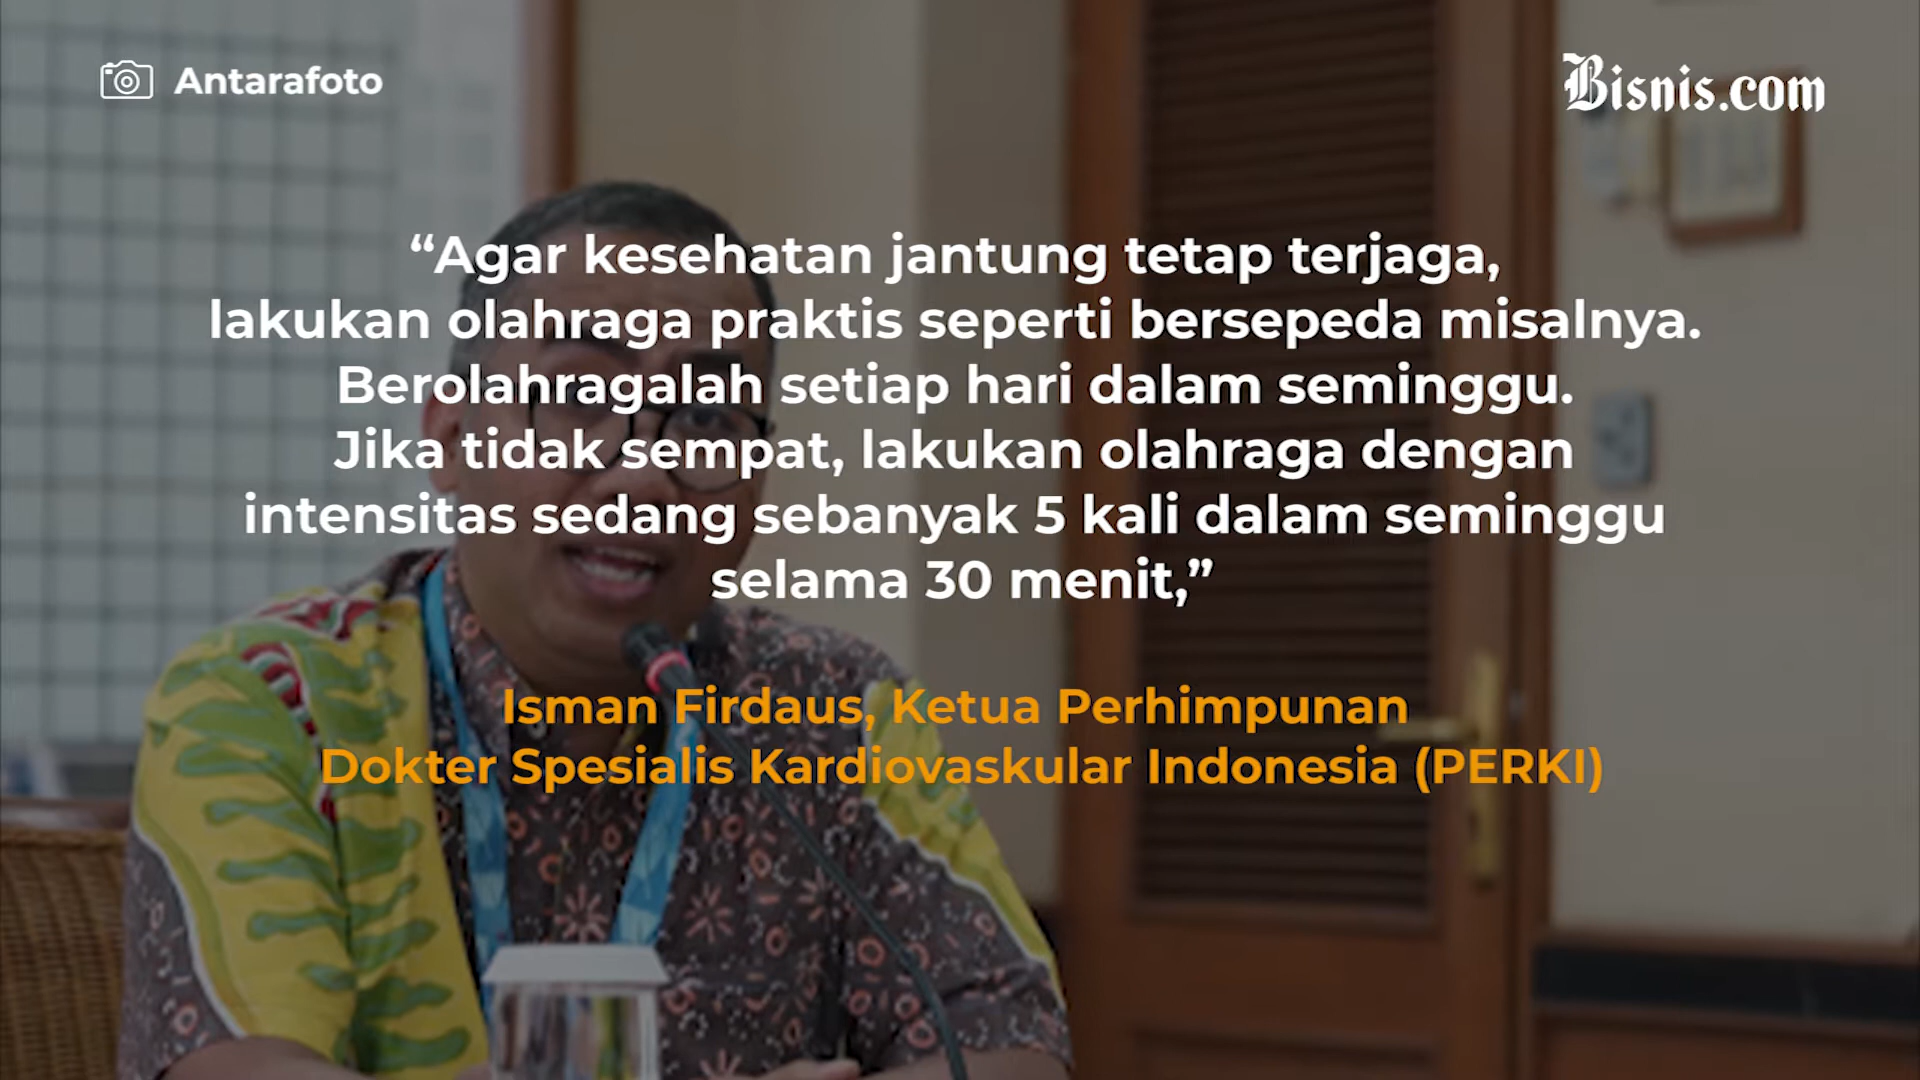 Antarafoto
Bisnis.com
“Agar kesehatan jantung tetap terjaga,
lakukan olahraga praktis seperti bersepeda misalnya.
Berolahragalah setiap hari dalam seminggu.
Jika tidak sempat, lakukan olahraga dengan
intensitas sedang sebanyak 5 kali dalam seminggu
selama 30 menit,”
Isman Firdaus, Ketua Perhimpunan
Dokter Spesialis Kardiovaskular Indonesia (PERKI)